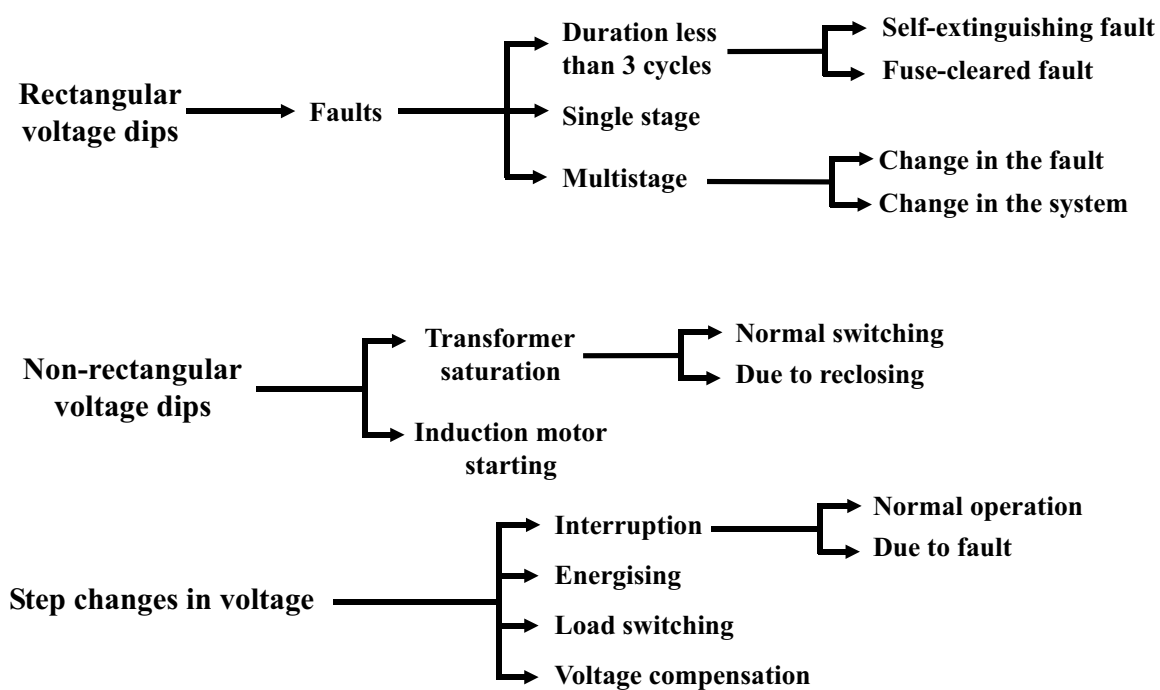 Rectangular
voltage dips
Faults
Duration less
than 3 cycles
Self-extinguishing fault
Fuse-cleared fault
Single stage
Multistage
Change in the fault
Change in the system
Non-rectangular
voltage dips
Transformer
saturation
Normal switching
Due to reclosing
Induction motor
starting
Step changes in voltage
Interruption
Normal operation
Due to fault
Energising
Load switching
Voltage compensation